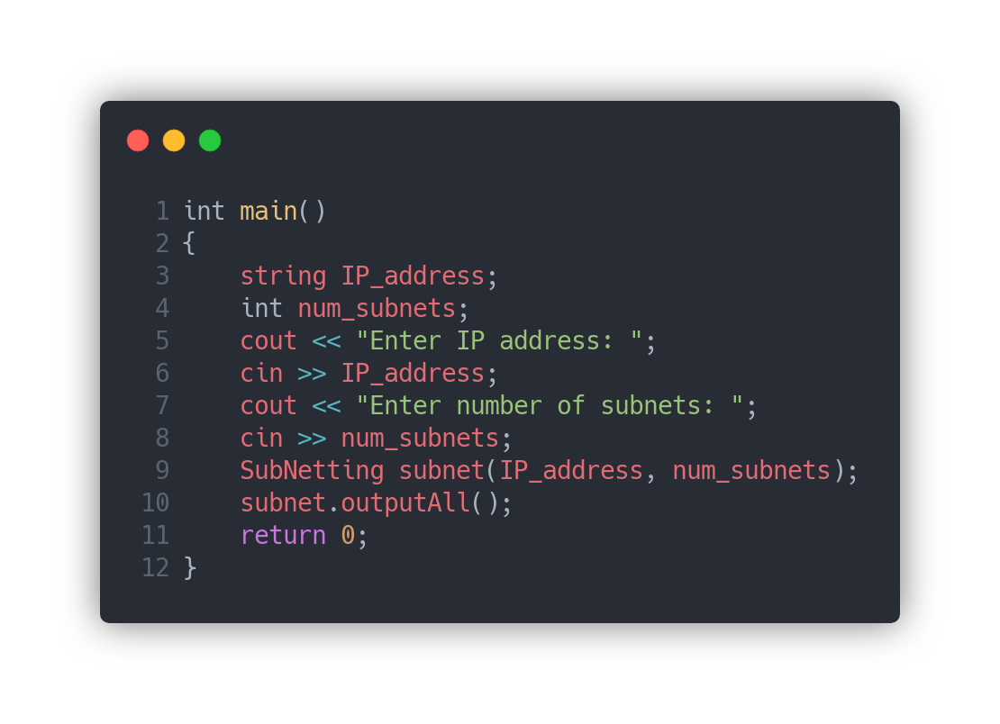 1 int main()
2 {
3     string IP_address;
4     int num_subnets;
5     cout << "Enter IP address: ";
6     cin >> IP_address;
7     cout << "Enter number of subnets: ";
8     cin >> num_subnets;
9     SubNetting subnet(IP_address, num_subnets);
10     subnet.outputAll();
11     return 0;
12 }